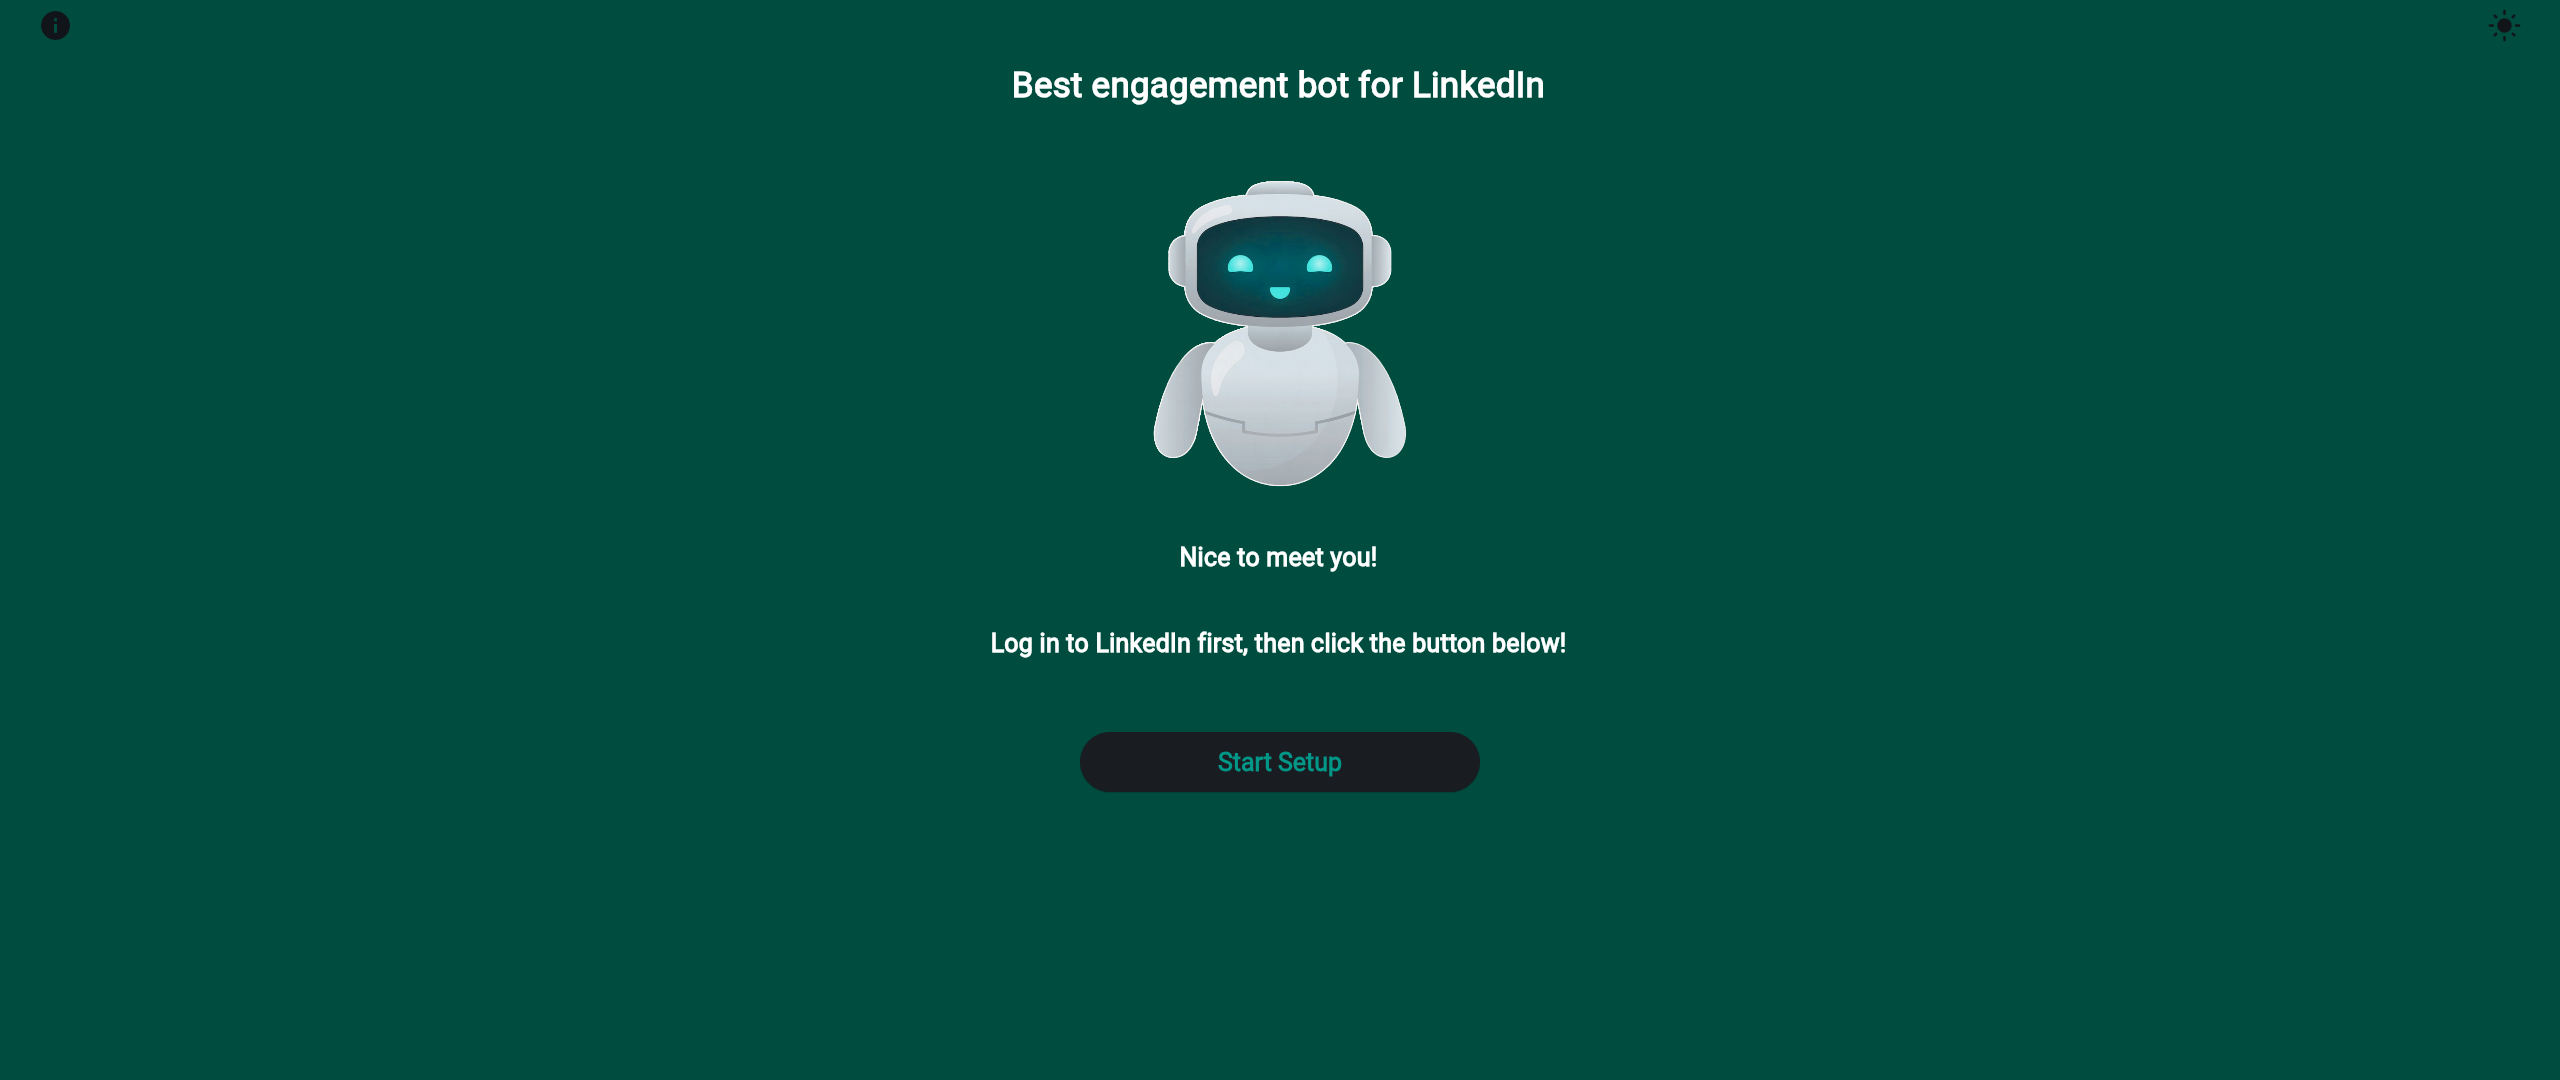 Best engagement bot for LinkedIn
Nice to meet you!
Log in to LinkedIn first, then click the button below!
Start Setup